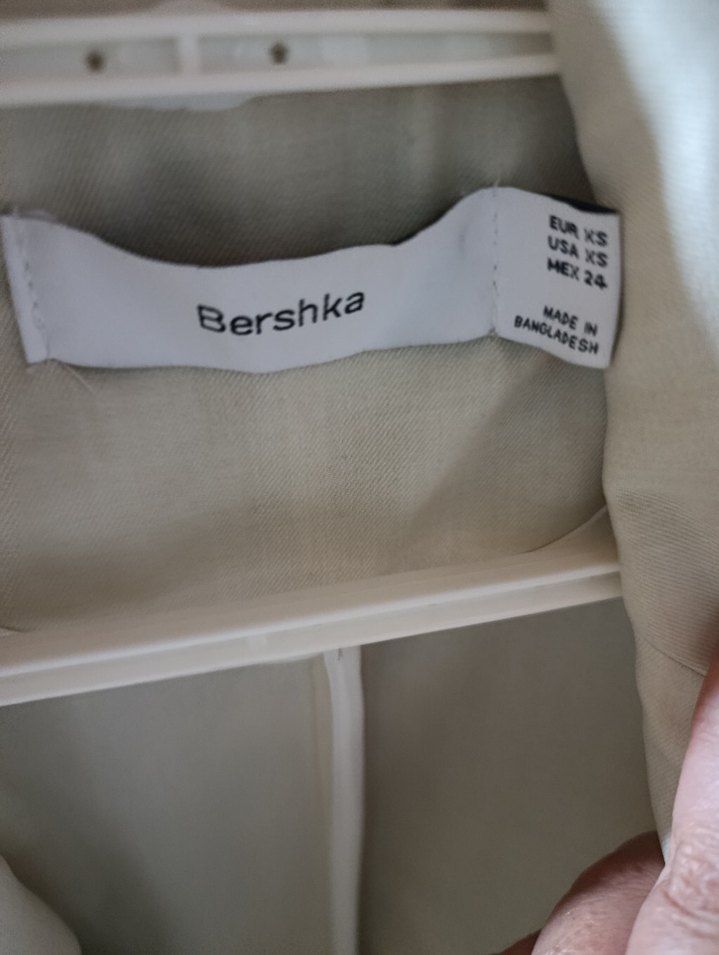 Bershka
EUR XS
USA XS
MEX 24
MADE IN
BANGLADESH